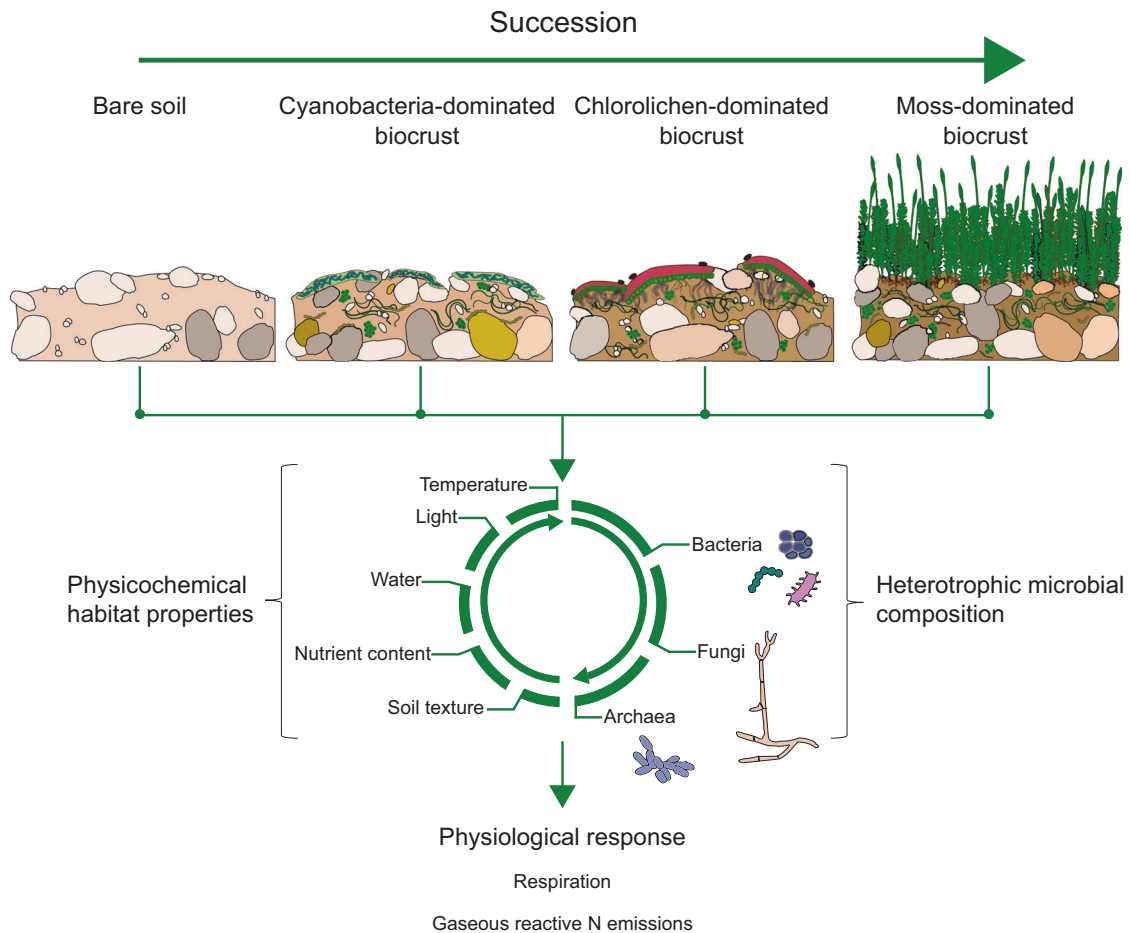 Succession
Bare soil
Cyanobacteria-dominated
biocrust
Chlorolichen-dominated
biocrust
Moss-dominated
biocrust
Temperature
Light
Water
Nutrient content
Soil texture
Physicochemical
habitat properties
Bacteria
Fungi
Archaea
Heterotrophic microbial
composition
Physiological response
Respiration
Gaseous reactive N emissions